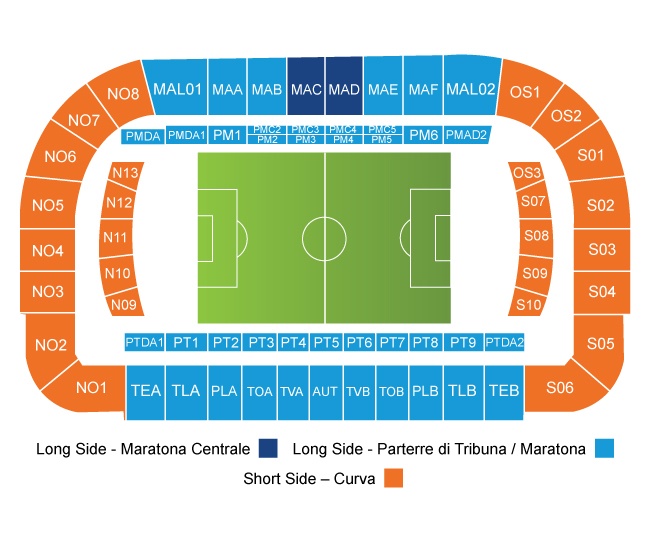 MAL01 MAA MAB MAC MAD MAE MAF MAL02
NO8 OS1
NO7 OS2
NO6 S01
NO5 S02
NO4 S03
NO3 S04
NO2 S05
NO1 S06
PMDA PMDA1 PM1 PMC2 PMC3 PMC4 PMC5 PM6 PMAD2
PM2 PM3 PM4 PM5
N13 OS3
N12 S07
N11 S08
N10 S09
N09 S10
PTDA1 PT1 PT2 PT3 PT4 PT5 PT6 PT7 PT8 PT9 PTDA2
TEA TLA PLA TOA TVA AUT TVB TOB PLB TLB TEB
Long Side - Maratona Centrale Long Side - Parterre di Tribuna / Maratona
Short Side – Curva